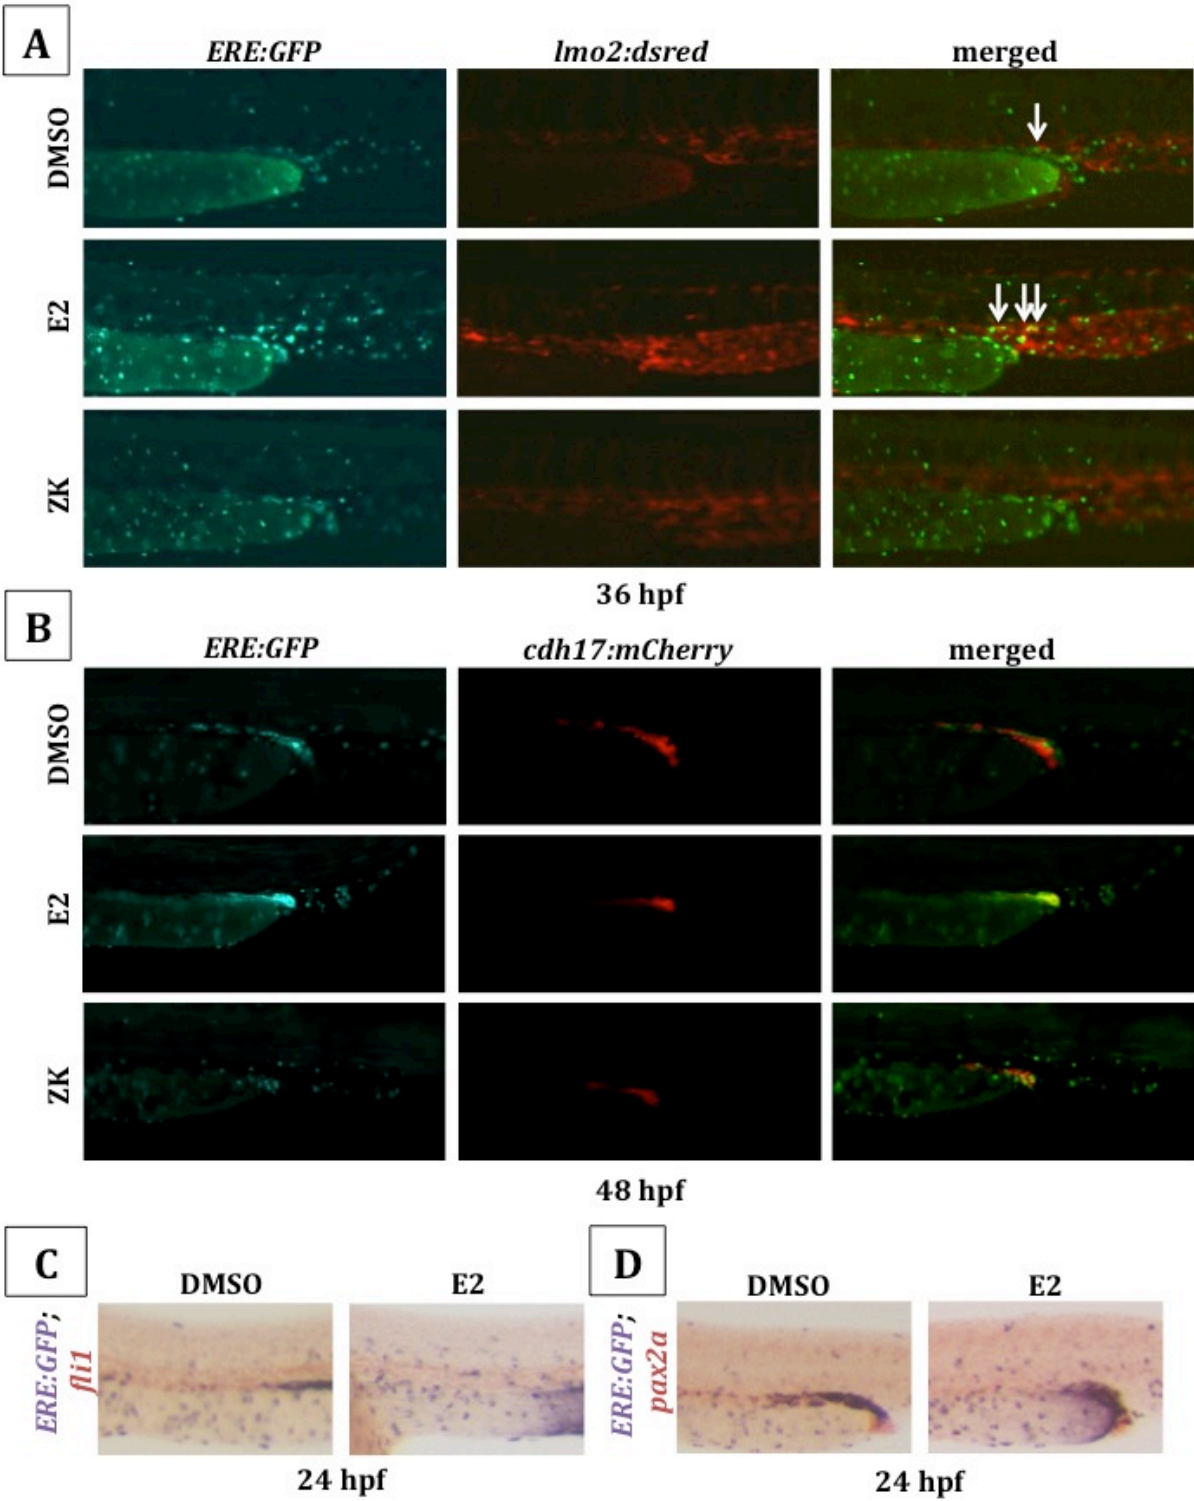 A
ERE:GFP lmo2:dsred merged
DMSO
E2
ZK
36 hpf
B
ERE:GFP cdh17:mCherry merged
DMSO
E2
ZK
48 hpf
C
DMSO E2
ERE:GFP;
fli1
24 hpf
D
DMSO E2
ERE:GFP;
pax2a
24 hpf